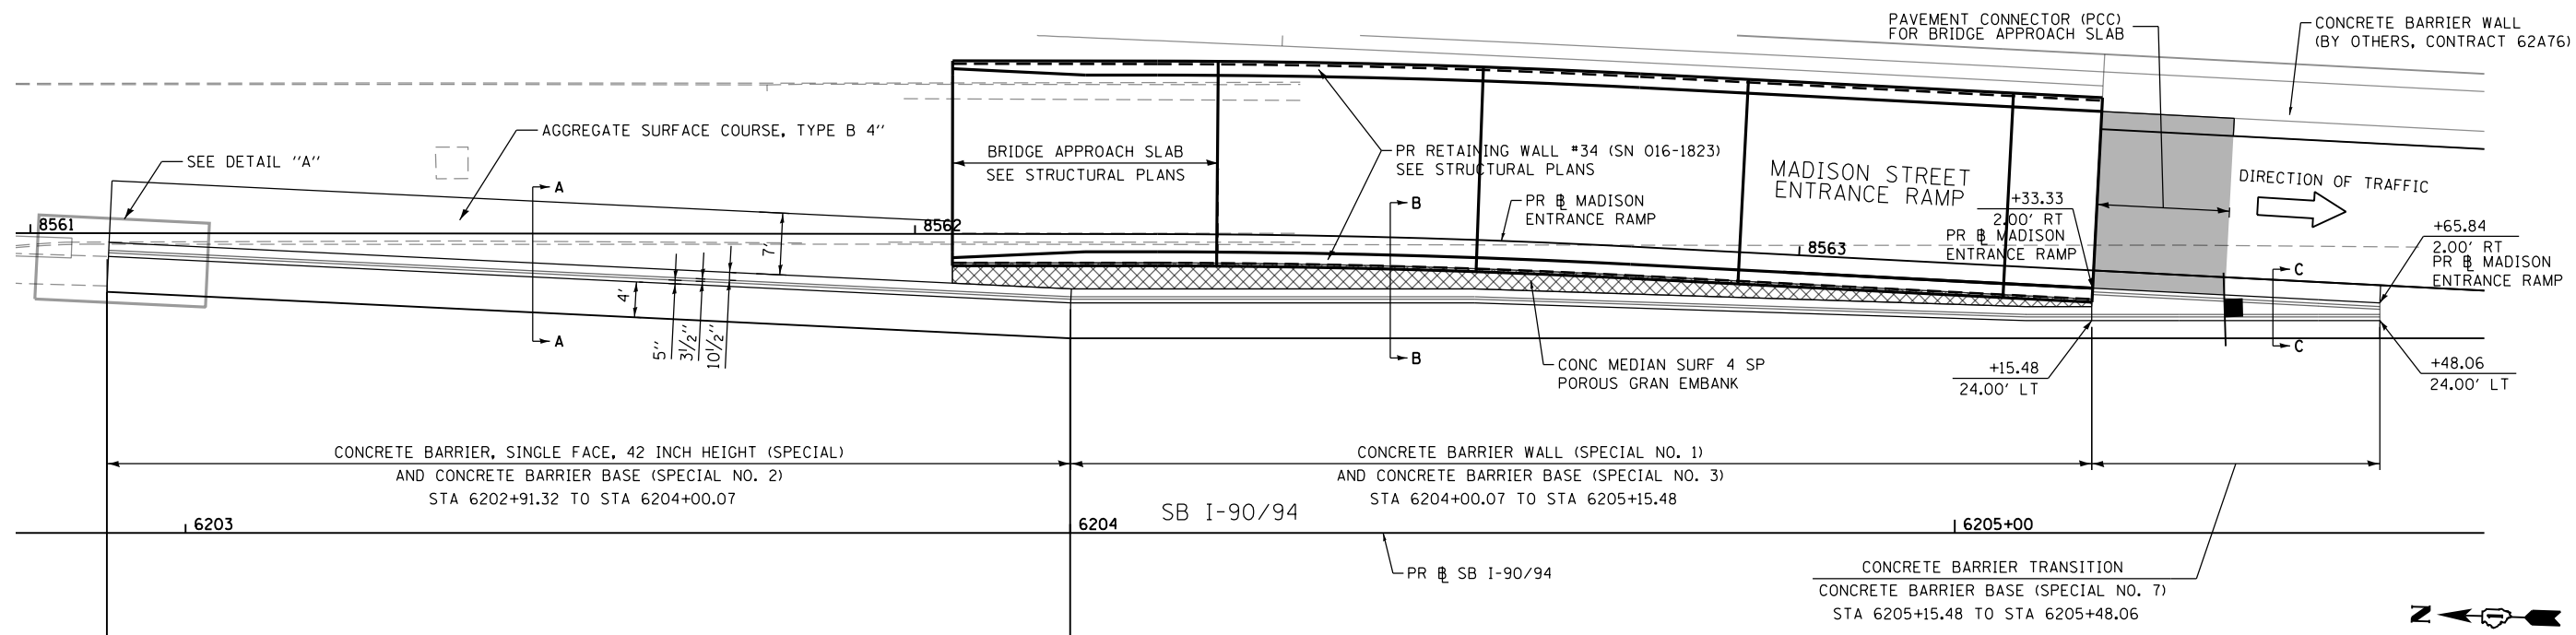 PAVEMENT CONNECTOR (PCC)
FOR BRIDGE APPROACH SLAB
CONCRETE BARRIER WALL
(BY OTHERS, CONTRACT 62A76)
AGGREGATE SURFACE COURSE, TYPE B 4''
SEE DETAIL "A"
BRIDGE APPROACH SLAB
SEE STRUCTURAL PLANS
PR RETAINING WALL #34 (SN 016-1823)
SEE STRUCTURAL PLANS
MADISON STREET
ENTRANCE RAMP
DIRECTION OF TRAFFIC
A
B
PR ℄ MADISON
ENTRANCE RAMP
+33.33
2.00' RT
PR ℄ MADISON
ENTRANCE RAMP
8561
8562
8563
+65.84
2.00' RT
PR ℄ MADISON
ENTRANCE RAMP
7'
4'
5''
3 1/2''
10 1/2''
C
A
B
C
CONC MEDIAN SURF 4 SP
POROUS GRAN EMBANK
+15.48
24.00' LT
+48.06
24.00' LT
CONCRETE BARRIER, SINGLE FACE, 42 INCH HEIGHT (SPECIAL)
AND CONCRETE BARRIER BASE (SPECIAL NO. 2)
STA 6202+91.32 TO STA 6204+00.07
CONCRETE BARRIER WALL (SPECIAL NO. 1)
AND CONCRETE BARRIER BASE (SPECIAL NO. 3)
STA 6204+00.07 TO STA 6205+15.48
SB I-90/94
6203
6204
6205+00
PR ℄ SB I-90/94
CONCRETE BARRIER TRANSITION
CONCRETE BARRIER BASE (SPECIAL NO. 7)
STA 6205+15.48 TO STA 6205+48.06
N